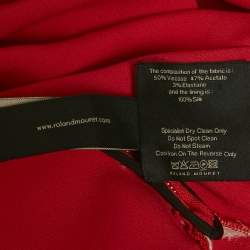 The composition of the fabric is:
50% Viscose 47% Acetate
3% Elastane
and the lining is:
100% Silk
Specialist Dry Clean Only
Do Not Spot Clean
Do Not Steam
Cool Iron On The Reverse Only
ROLAND MOURET
www.rolandmouret.com